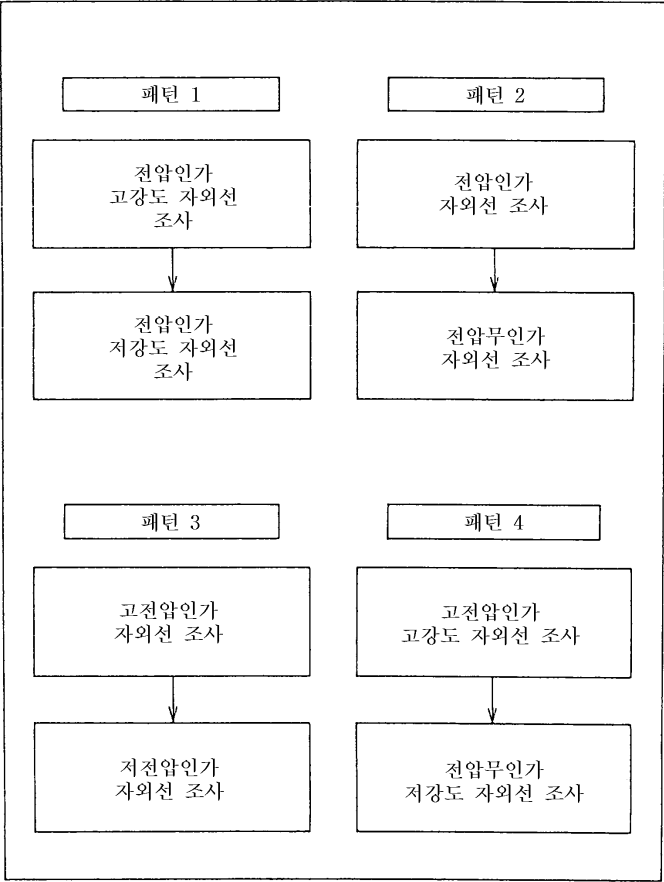 패턴 1
전압인가
고강도 자외선
조사
전압인가
저강도 자외선
조사
패턴 2
전압인가
자외선 조사
전압무인가
자외선 조사
패턴 3
고전압인가
자외선 조사
저전압인가
자외선 조사
패턴 4
고전압인가
고강도 자외선 조사
전압무인가
저강도 자외선 조사